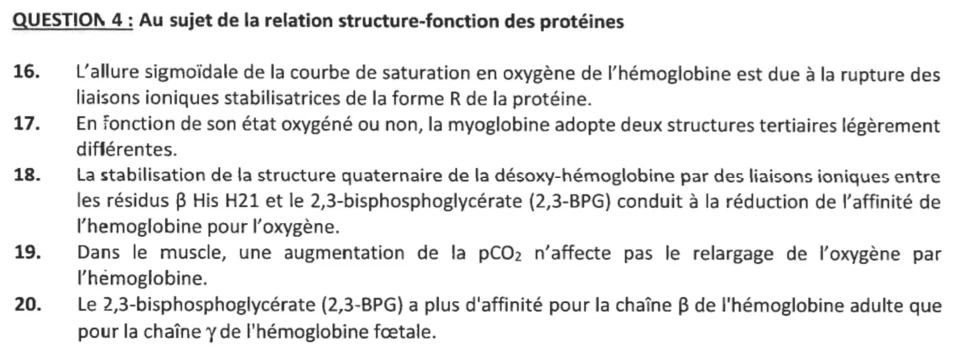 QUESTION 4 : Au sujet de la relation structure-fonction des protéines
16. L'allure sigmoïdale de la courbe de saturation en oxygène de l'hémoglobine est due à la rupture des
liaisons ioniques stabilisatrices de la forme R de la protéine.
17. En fonction de son état oxygéné ou non, la myoglobine adopte deux structures tertiaires légèrement
différentes.
18. La stabilisation de la structure quaternaire de la désoxy-hémoglobine par des liaisons ioniques entre
les résidus β His H21 et le 2,3-bisphosphoglycérate (2,3-BPG) conduit à la réduction de l'affinité de
l'hemoglobine pour l'oxygène.
19. Dans le muscle, une augmentation de la pCO₂ n'affecte pas le relargage de l'oxygène par
l'hémoglobine.
20. Le 2,3-bisphosphoglycérate (2,3-BPG) a plus d'affinité pour la chaîne β de l'hémoglobine adulte que
pour la chaîne γ de l'hémoglobine fœtale.